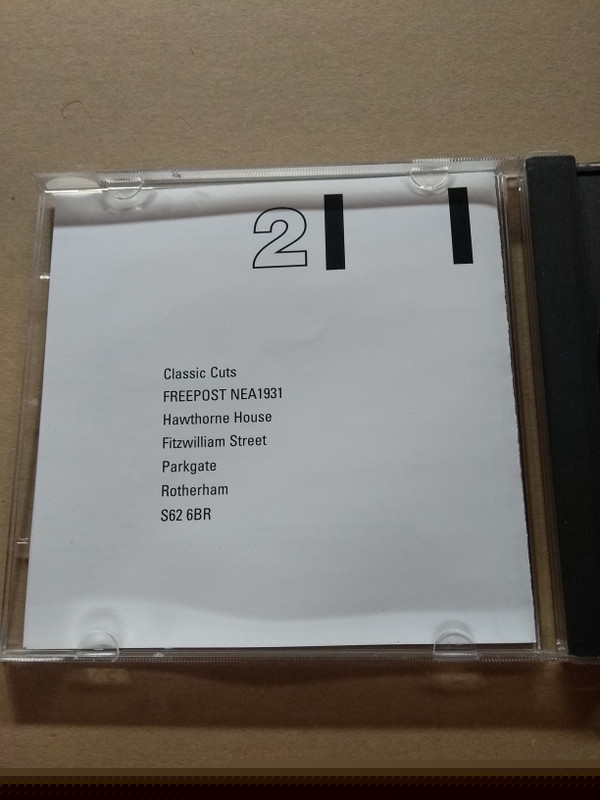 2
Classic Cuts
FREEPOST NEA1931
Hawthorne House
Fitzwilliam Street
Parkgate
Rotherham
S62 6BR